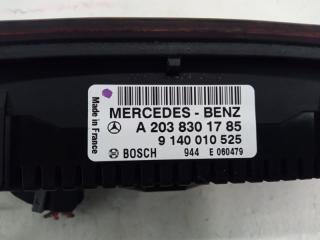 MERCEDES - BENZ
A 203 830 17 85
9 140 010 525
BOSCH 944 E 060479
Made in France